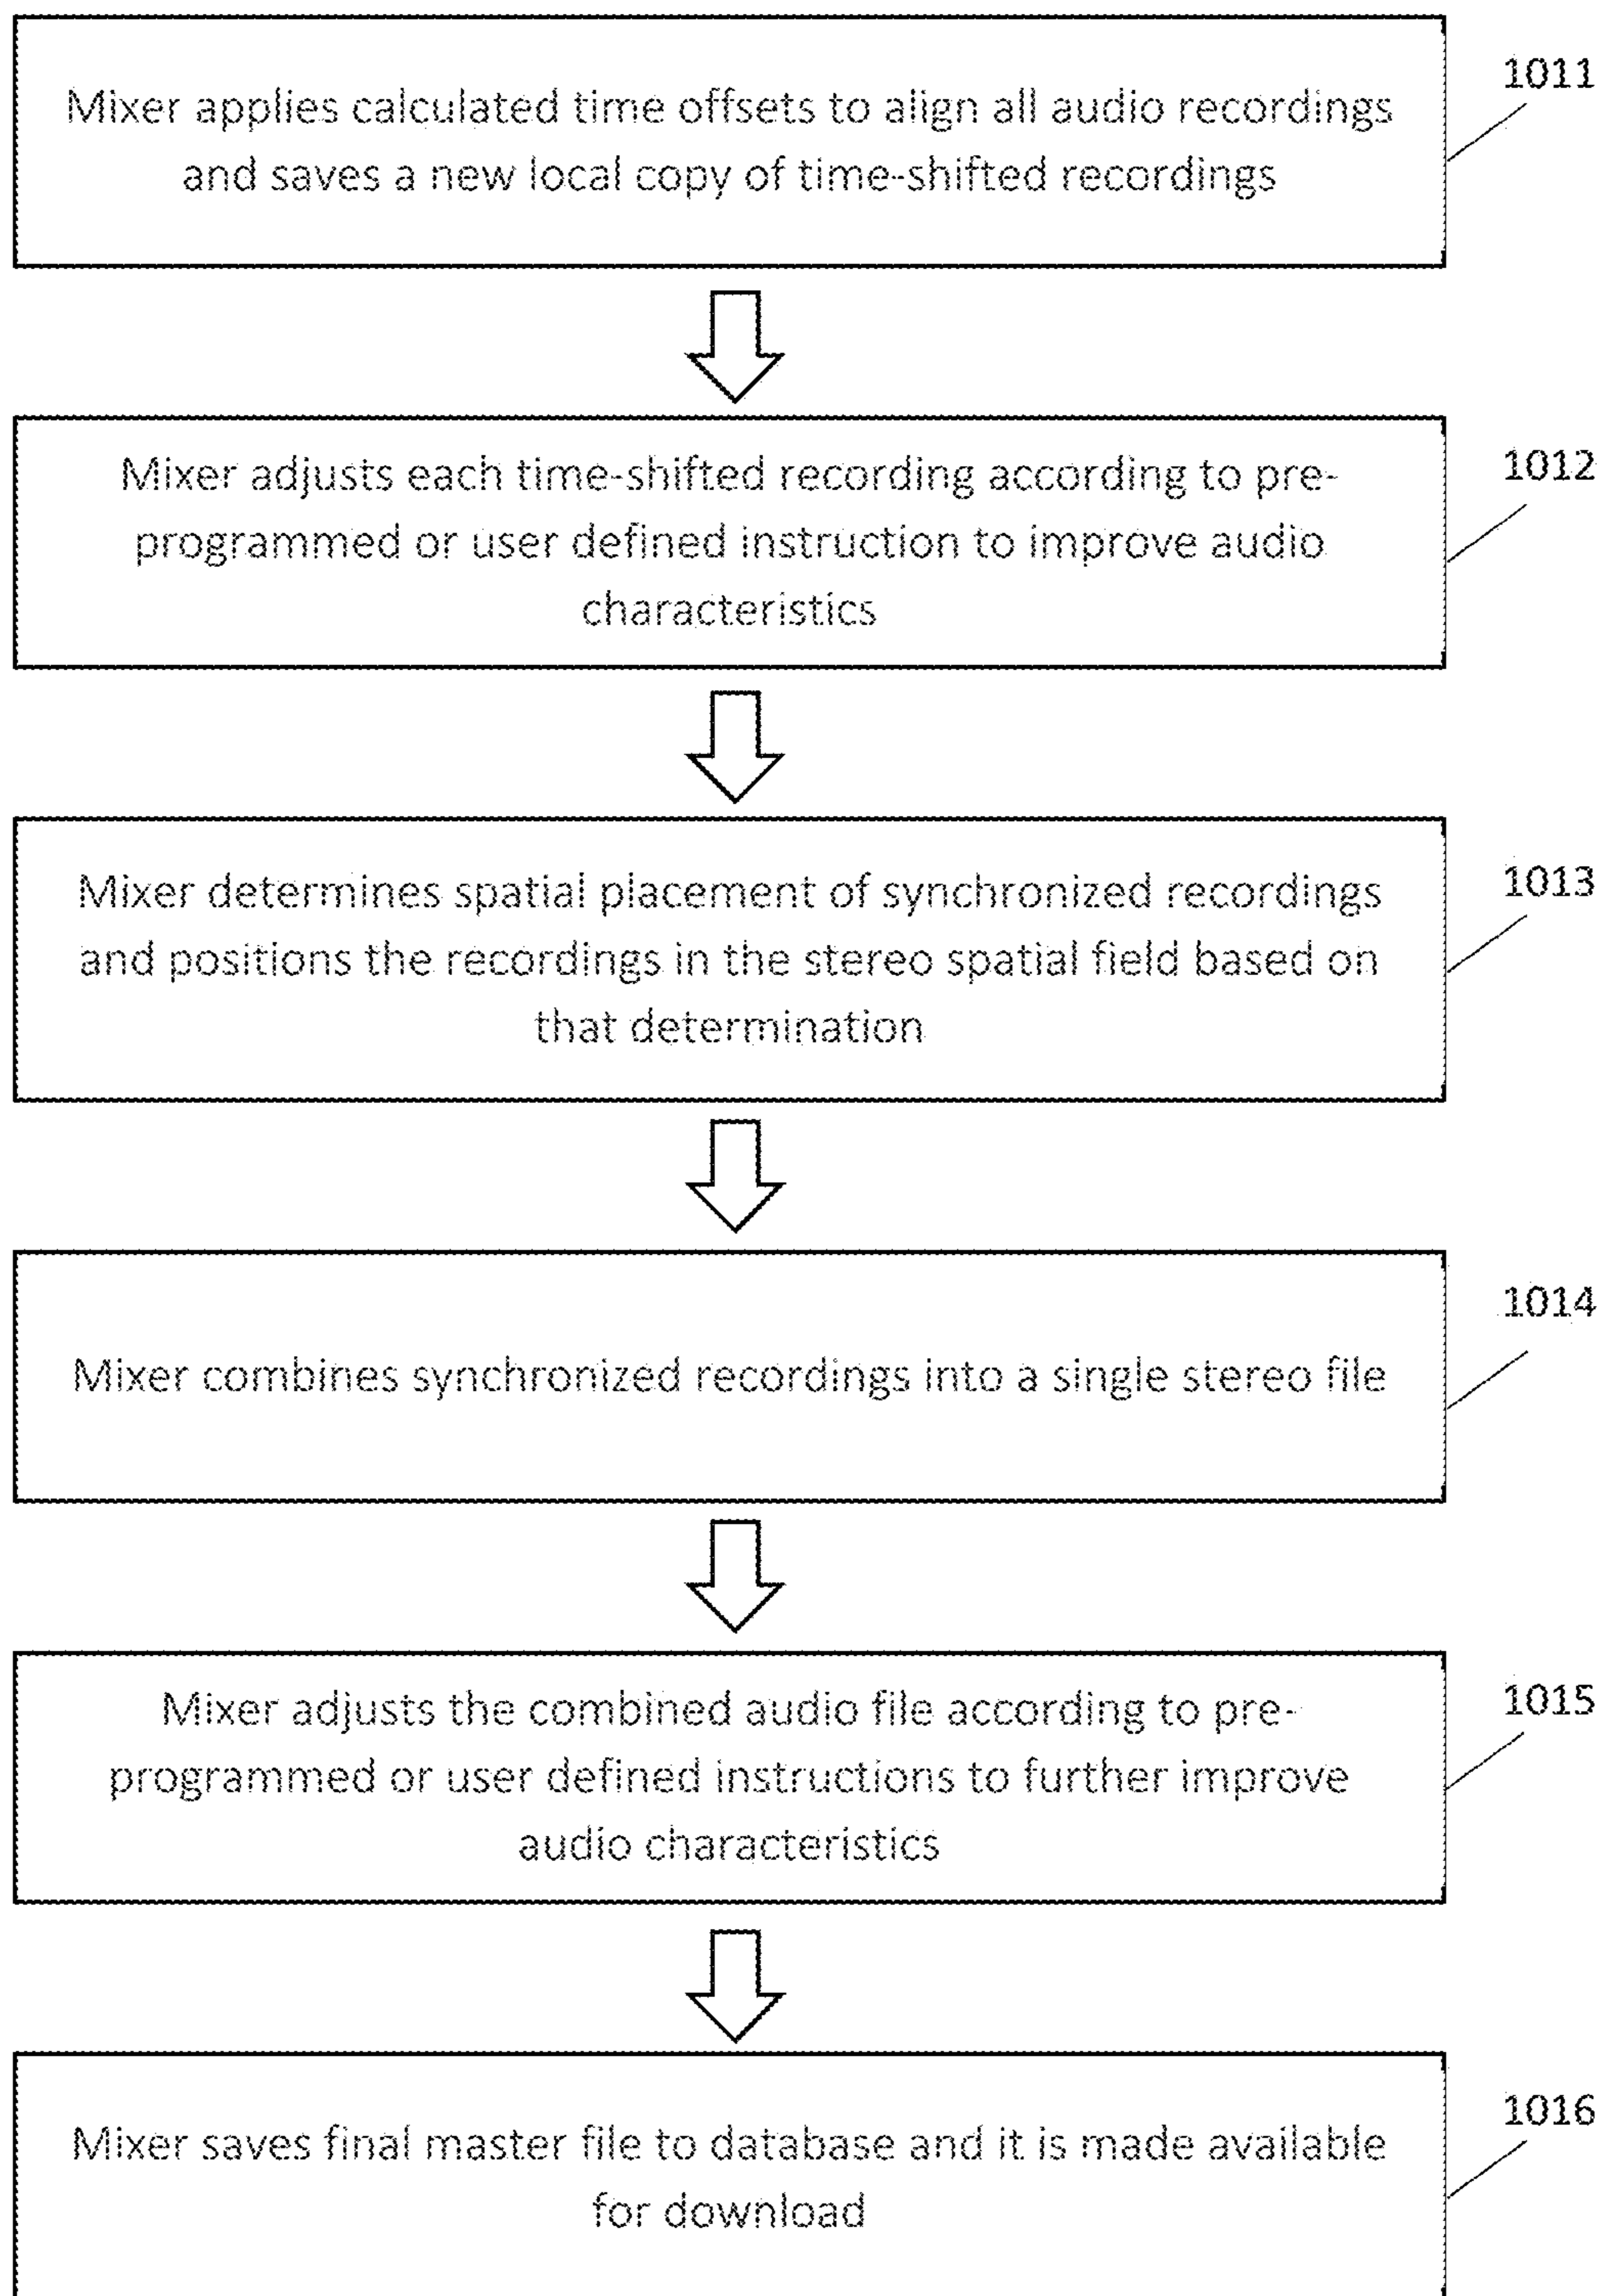 Mixer applies calculated time offsets to align all audio recordings
and saves a new local copy of time-shifted recordings
1011
Mixer adjusts each time-shifted recording according to pre-
programmed or user defined instruction to improve audio
characteristics
1012
Mixer determines spatial placement of synchronized recordings
and positions the recordings in the stereo spatial field based on
that determination
1013
Mixer combines synchronized recordings into a single stereo file
1014
Mixer adjusts the combined audio file according to pre-
programmed or user defined instructions to further improve
audio characteristics
1015
Mixer saves final master file to database and it is made available
for download
1016